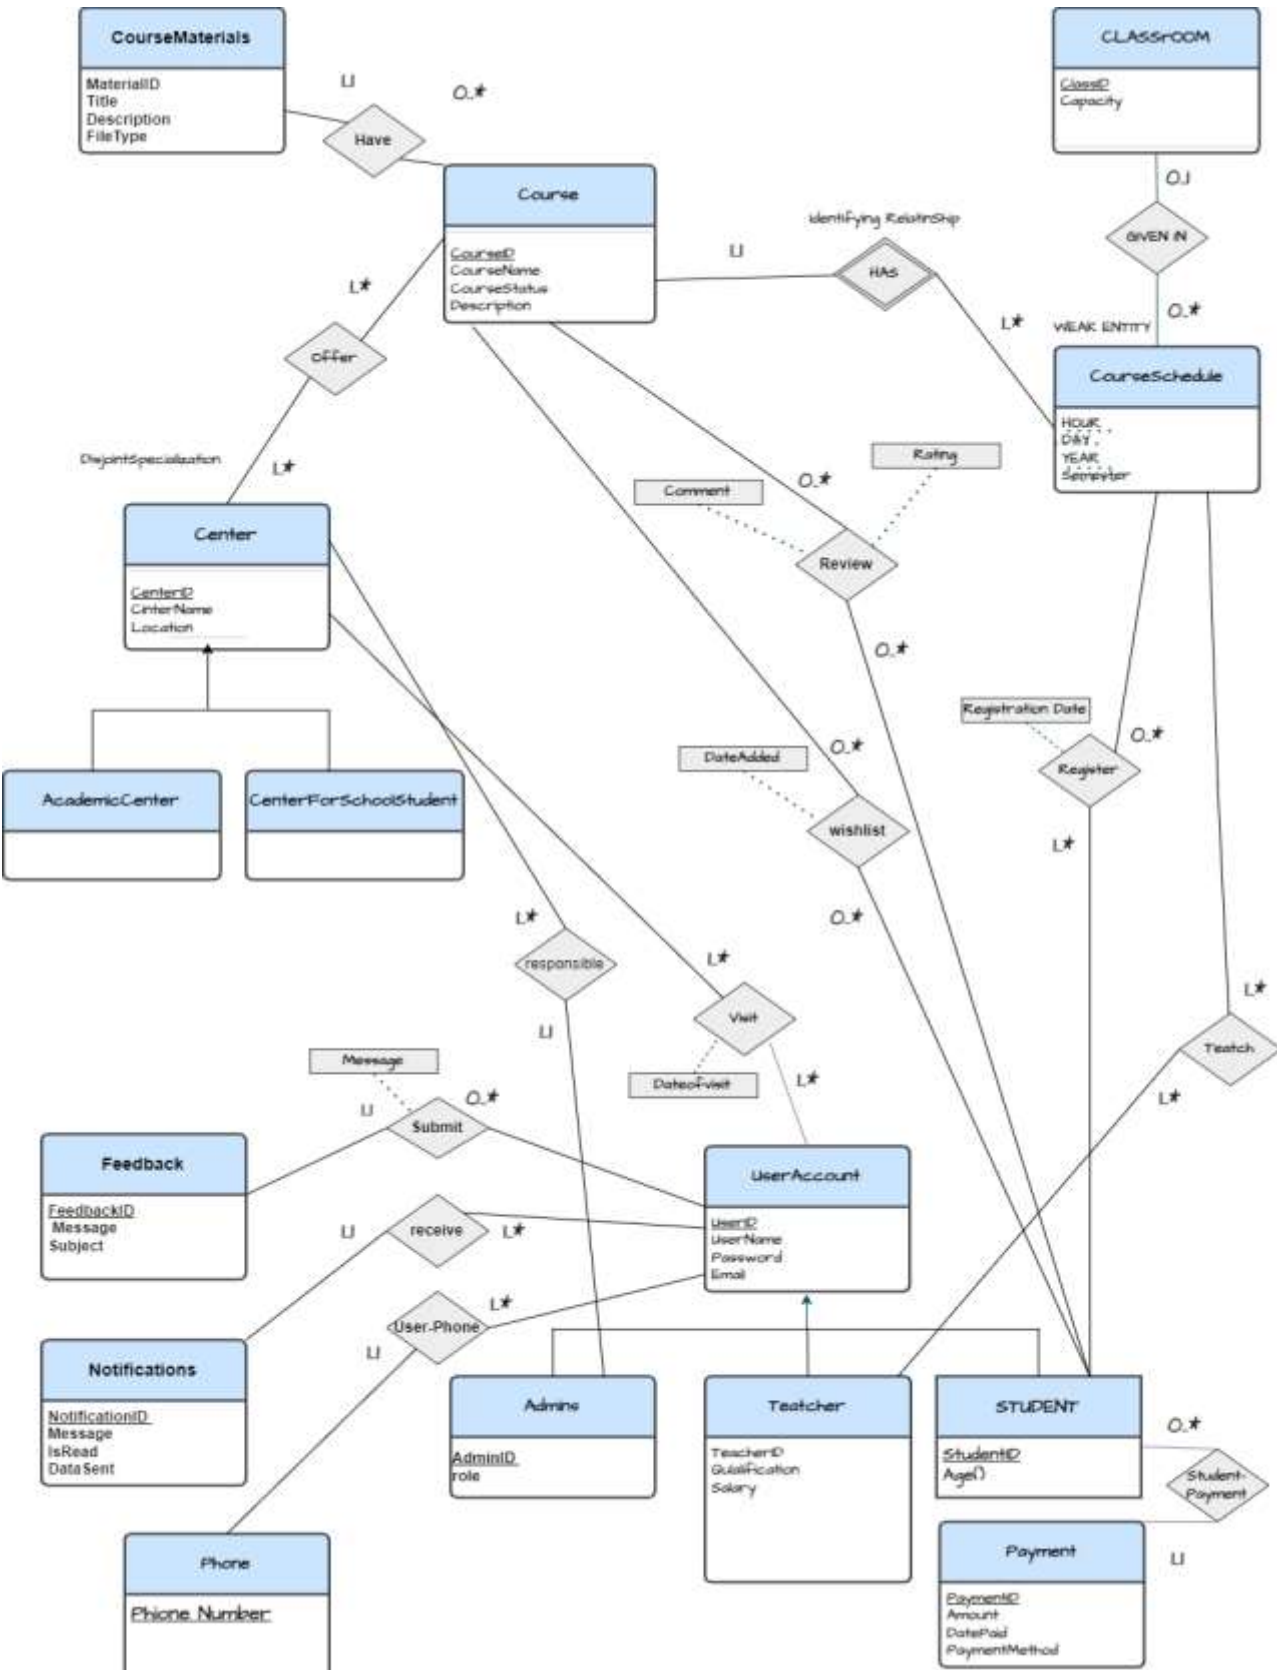 CourseMaterials
MaterialID
Title
Description
FileType
1..1
0..*
Have
CLASSrOOM
ClassID
Capacity
0..1
GIVEN IN
0..*
WEAK ENTITY
Course
CourseID
CourseName
CourseStatus
Description
Identifying RelatinShip
1..1
HAS
1..*
CourseSchedule
HOUR
DAY
YEAR
Semester
1..*
Offer
DisjointSpecialization
1..*
Center
CenterID
CinterName
Location
Rating
Comment
0..*
Review
0..*
AcademicCenter
CenterForSchoolStudent
DateAdded
0..*
wishlist
0..*
Registration Date
0..*
Register
1..*
1..*
responsible
1..1
1..*
Visit
Dateofvisit
1..*
1..*
Teatch
1..*
Message
1..1
0..*
Submit
Feedback
FeedbackID
Message
Subject
1..1
receive
1..*
UserAccount
UserID
UserName
Password
Email
1..*
User-Phone
1..1
Notifications
NotificationID
Message
IsRead
DataSent
Admins
AdminID
role
Teatcher
TeacherID
Qulalification
Salary
STUDENT
StudentID
Age()
0..*
Student-
Payment
1..1
Phone
Phione Number
Payment
PaymentID
Amount
DatePaid
PaymentMethod